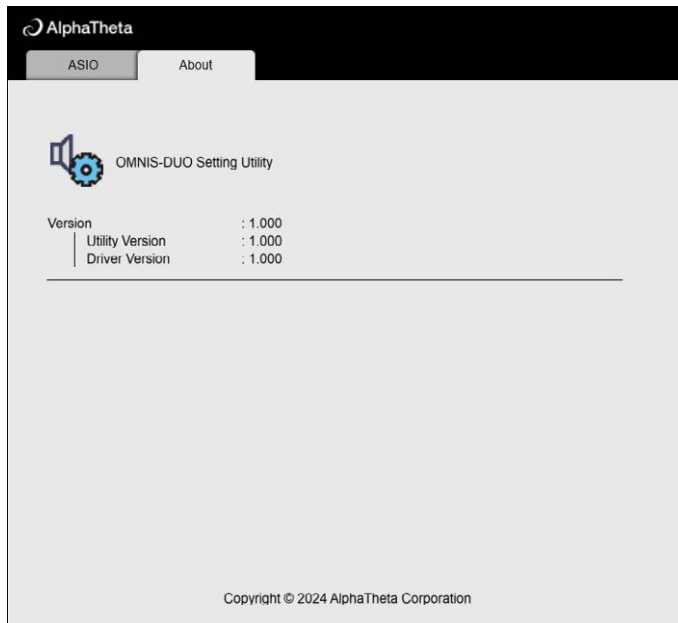 AlphaTheta
ASIO About
OMNIS-DUO Setting Utility
Version : 1.000
Utility Version : 1.000
Driver Version : 1.000
Copyright © 2024 AlphaTheta Corporation